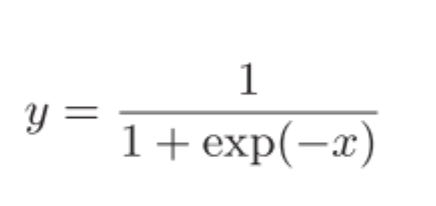 y = 1 / (1 + exp(−x))